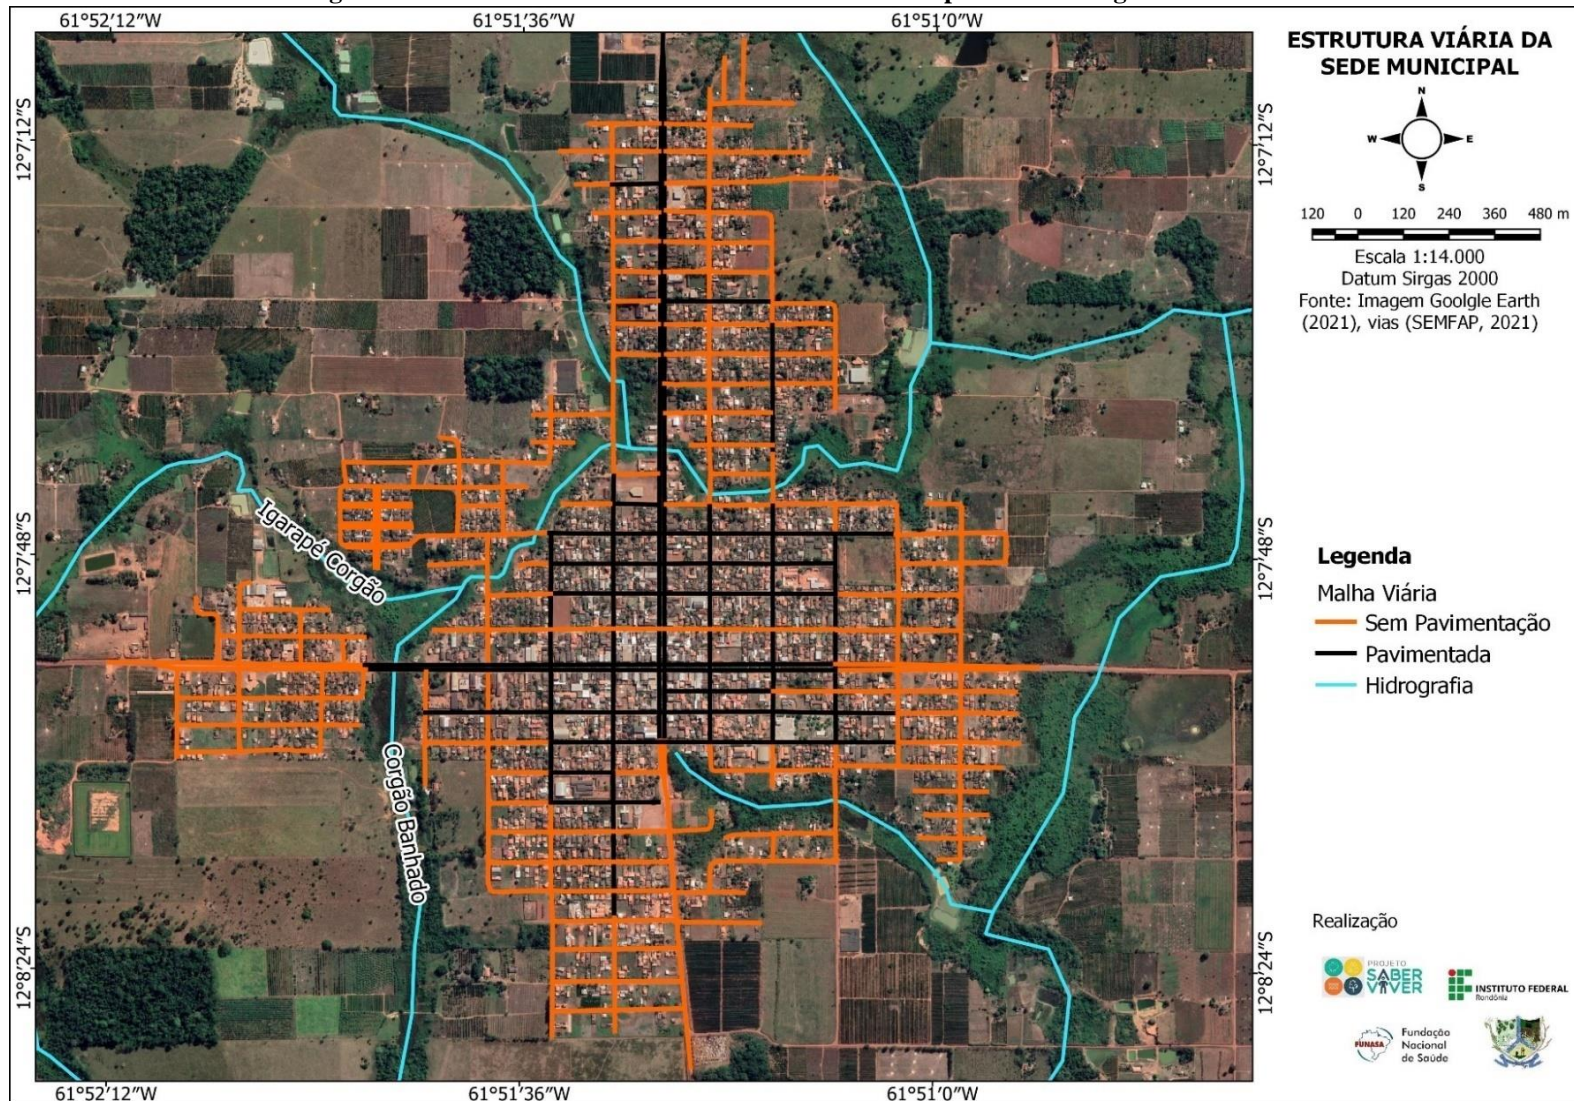 61°52′12″W 61°51′36″W 61°51′0″W
12°7′12″S
12°7′48″S
12°8′24″S
Igarapé Corgão
Corgão Banhado
12°7′12″S
12°7′48″S
12°8′24″S
61°52′12″W 61°51′36″W 61°51′0″W
ESTRUTURA VIÁRIA DA
SEDE MUNICIPAL
N
W E
S
120 0 120 240 360 480 m
Escala 1:14.000
Datum Sirgas 2000
Fonte: Imagem Goolgle Earth
(2021), vias (SEMFAP, 2021)
Legenda
Malha Viária
Sem Pavimentação
Pavimentada
Hidrografia
Realização
PROJETO
SABER
VIVER
INSTITUTO FEDERAL
Rondônia
FUNASA
Fundação
Nacional
de Saúde